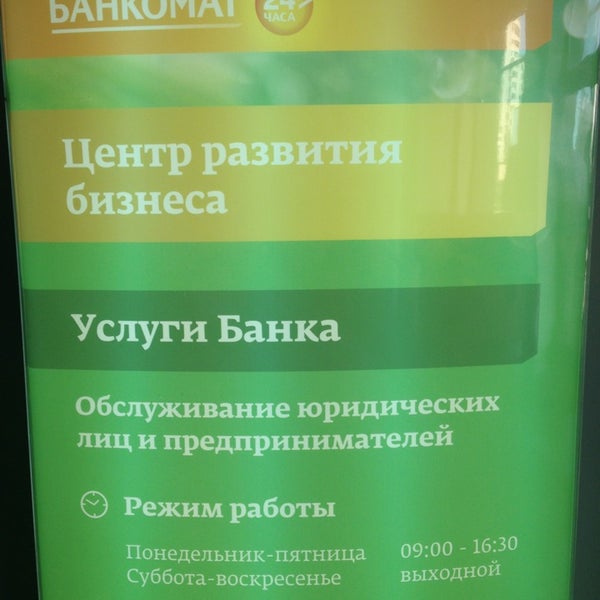 БАНКОМАТ 24
ЧАСА
Центр развития
бизнеса
Услуги Банка
Обслуживание юридических
лиц и предпринимателей
Режим работы
Понедельник-пятница 09:00 - 16:30
Суббота-воскресенье выходной